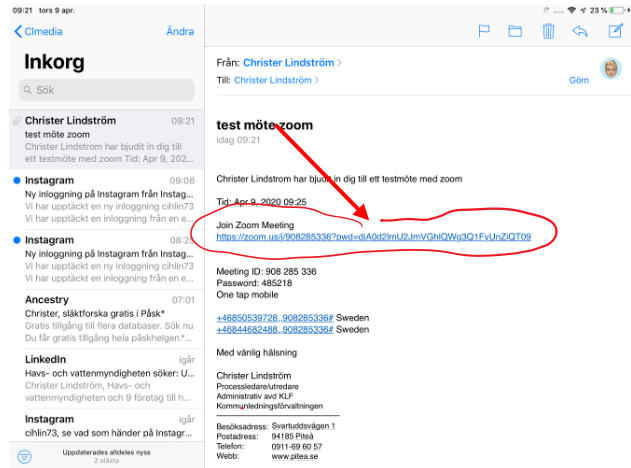 09:21 tors 9 apr.
23 %
CImedia
Ändra
Inkorg
Sök
Christer Lindström 09:21
test möte zoom
Christer Lindström har bjudit in dig till
ett testmöte med zoom Tid: Apr 9, 202...
Instagram 09:08
Ny inloggning på Instagram från Instag...
Vi har upptäckt en ny inloggning cihlin73
Vi har upptäckt en inloggning från en e...
Instagram 08:28
Ny inloggning på Instagram från Instag...
Vi har upptäckt en ny inloggning cihlin73
Vi har upptäckt en inloggning från en e...
Ancestry 07:01
Christer, släktforska gratis i Påsk*
Gratis tillgång till flera databaser. Sök nu
Du får gratis tillgång hela påskhelgen.*...
LinkedIn igår
Havs- och vattenmyndigheten söker: U...
Christer Lindström, Havs- och
vattenmyndigheten och 9 företag till h...
Instagram igår
cihlin73, se vad som händer på Instagr...
Uppdaterades alldeles nyss
2 olästa
Från: Christer Lindström
Till: Christer Lindström
Göm
test möte zoom
idag 09:21
Christer Lindstrom har bjudit in dig till ett testmöte med zoom
Tid: Apr 9, 2020 09:25
Join Zoom Meeting
https://zoom.us/j/908285336?pwd=djA0d2lmU2JmVGhlQWg3Q1FyUnZiQT09
Meeting ID: 908 285 336
Password: 485218
One tap mobile
+46850539728,,908285336# Sweden
+46844682488,,908285336# Sweden
Med vänlig hälsning
Christer Lindström
Processledare/utredare
Administrativ avd KLF
Kommunledningsförvaltningen
Besöksadress: Svartuddsvägen 1
Postadress: 94185 Piteå
Telefon: 0911-69 60 57
Webb: www.pitea.se